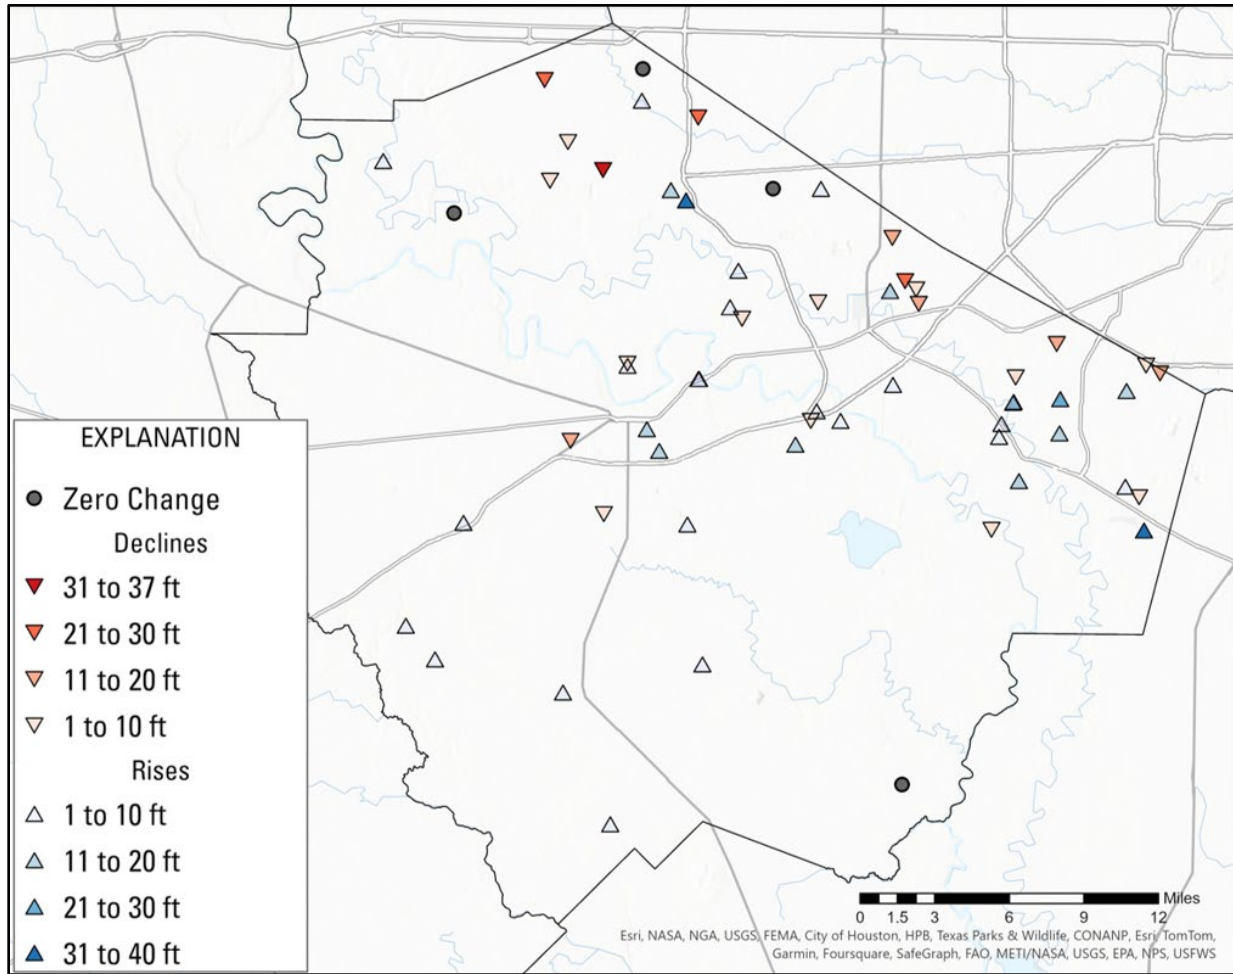 EXPLANATION
Zero Change
Declines
31 to 37 ft
21 to 30 ft
11 to 20 ft
1 to 10 ft
Rises
1 to 10 ft
11 to 20 ft
21 to 30 ft
31 to 40 ft
Miles
0 1.5 3 6 9 12
Esri, NASA, NGA, USGS, FEMA, City of Houston, HPB, Texas Parks & Wildlife, CONANP, Esri, TomTom,
Garmin, Foursquare, SafeGraph, FAO, METI/NASA, USGS, EPA, NPS, USFWS